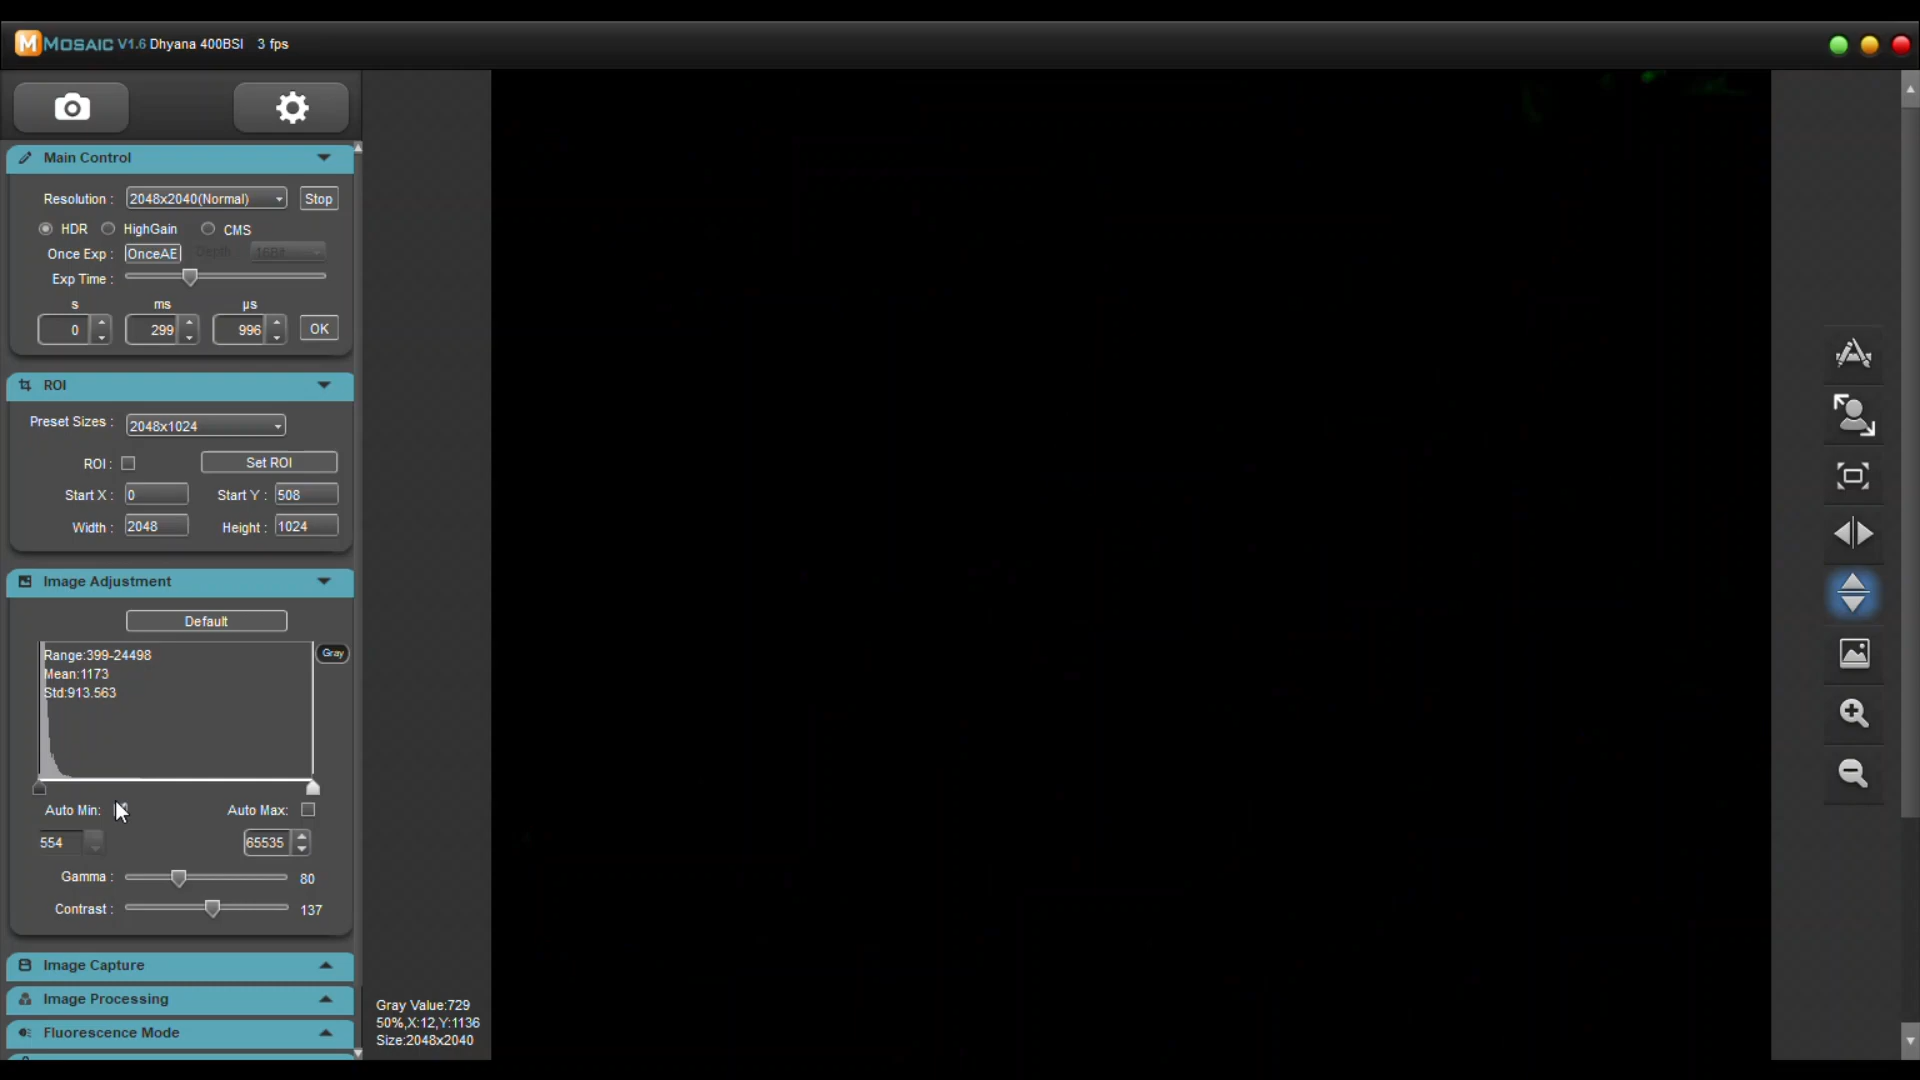 M MOSAIC V1.6 Dhyana 400BSI 3 fps
Main Control
Resolution : 2048x2040(Normal) Stop
HDR HighGain CMS
Once Exp : OnceAE Depth : 16Bit
Exp Time :
s ms µs
0 299 996 OK
ROI
Preset Sizes : 2048x1024
ROI : Set ROI
Start X : 0 Start Y : 508
Width : 2048 Height : 1024
Image Adjustment
Default
Range:399-24498 Gray
Mean:1173
Std:913.563
Auto Min: Auto Max:
554 65535
Gamma : 80
Contrast : 137
Image Capture
Image Processing
Fluorescence Mode
Gray Value:729
50%,X:12,Y:1136
Size:2048x2040